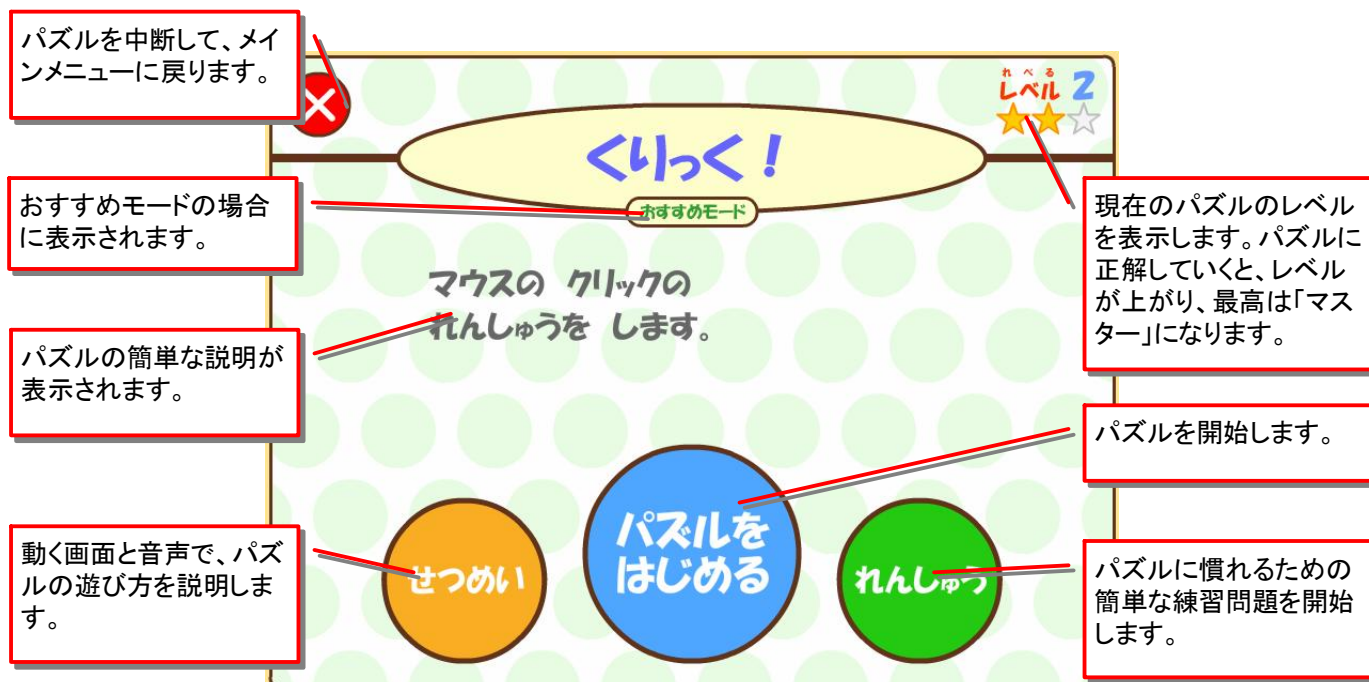 パズルを中断して、メイ
ンメニューに戻ります。
れべる
レベル 2
くりっく!
おすすめモード
おすすめモードの場合
に表示されます。
現在のパズルのレベル
を表示します。パズルに
正解していくと、レベル
が上がり、最高は「マス
ター」になります。
マウスの クリックの
れんしゅうを します。
パズルの簡単な説明が
表示されます。
パズルを開始します。
パズルを
はじめる
せつめい
れんしゅう
動く画面と音声で、パズ
ルの遊び方を説明しま
す。
パズルに慣れるための
簡単な練習問題を開始
します。